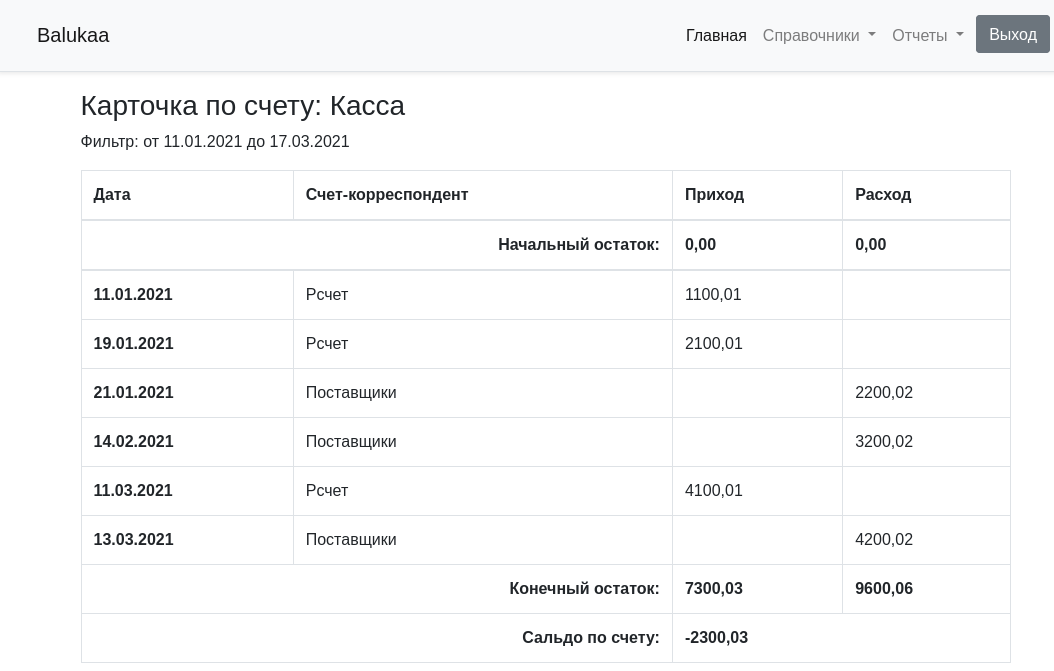 Balukaa Главная Справочники Отчеты Выход
Карточка по счету: Касса
Фильтр: от 11.01.2021 до 17.03.2021
Дата Счет-корреспондент Приход Расход
Начальный остаток: 0,00 0,00
11.01.2021 Рсчет 1100,01
19.01.2021 Рсчет 2100,01
21.01.2021 Поставщики 2200,02
14.02.2021 Поставщики 3200,02
11.03.2021 Рсчет 4100,01
13.03.2021 Поставщики 4200,02
Конечный остаток: 7300,03 9600,06
Сальдо по счету: -2300,03